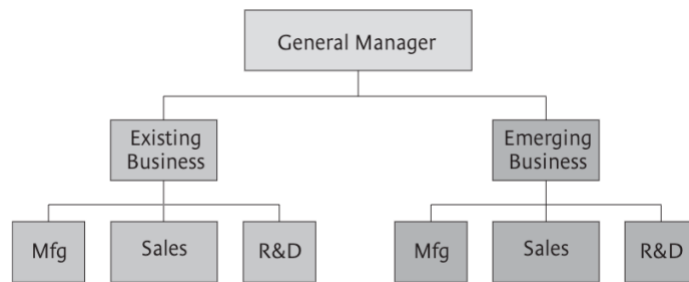 General Manager
Existing
Business
Emerging
Business
Mfg
Sales
R&D
Mfg
Sales
R&D